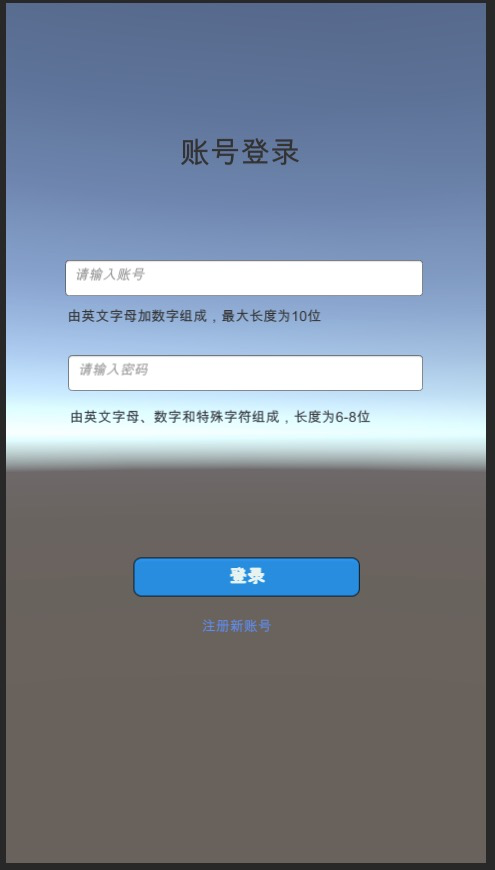 账号登录
请输入账号
由英文字母加数字组成，最大长度为10位
请输入密码
由英文字母、数字和特殊字符组成，长度为6-8位
登录
注册新账号